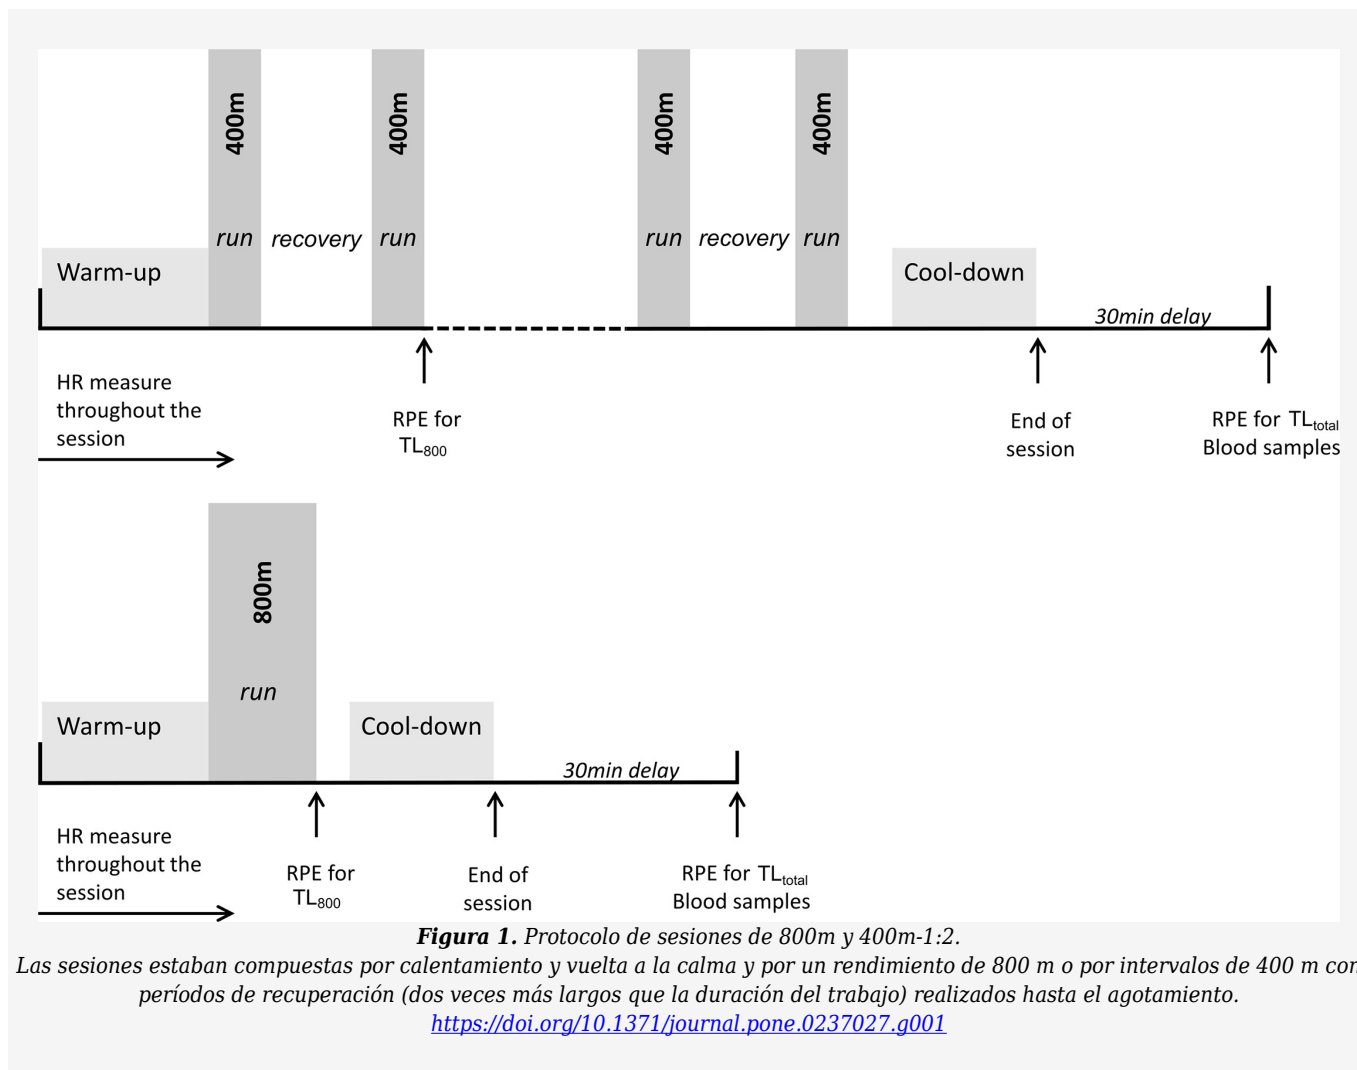 400m 400m 400m 400m
run recovery run run recovery run
Warm-up Cool-down
30min delay
HR measure
throughout the
session
RPE for
TL800
End of
session
RPE for TLtotal
Blood samples
800m
run
Warm-up Cool-down
30min delay
HR measure
throughout the
session
RPE for
TL800
End of
session
RPE for TLtotal
Blood samples
Figura 1. Protocolo de sesiones de 800m y 400m-1:2.
Las sesiones estaban compuestas por calentamiento y vuelta a la calma y por un rendimiento de 800 m o por intervalos de 400 m con
períodos de recuperación (dos veces más largos que la duración del trabajo) realizados hasta el agotamiento.
https://doi.org/10.1371/journal.pone.0237027.g001